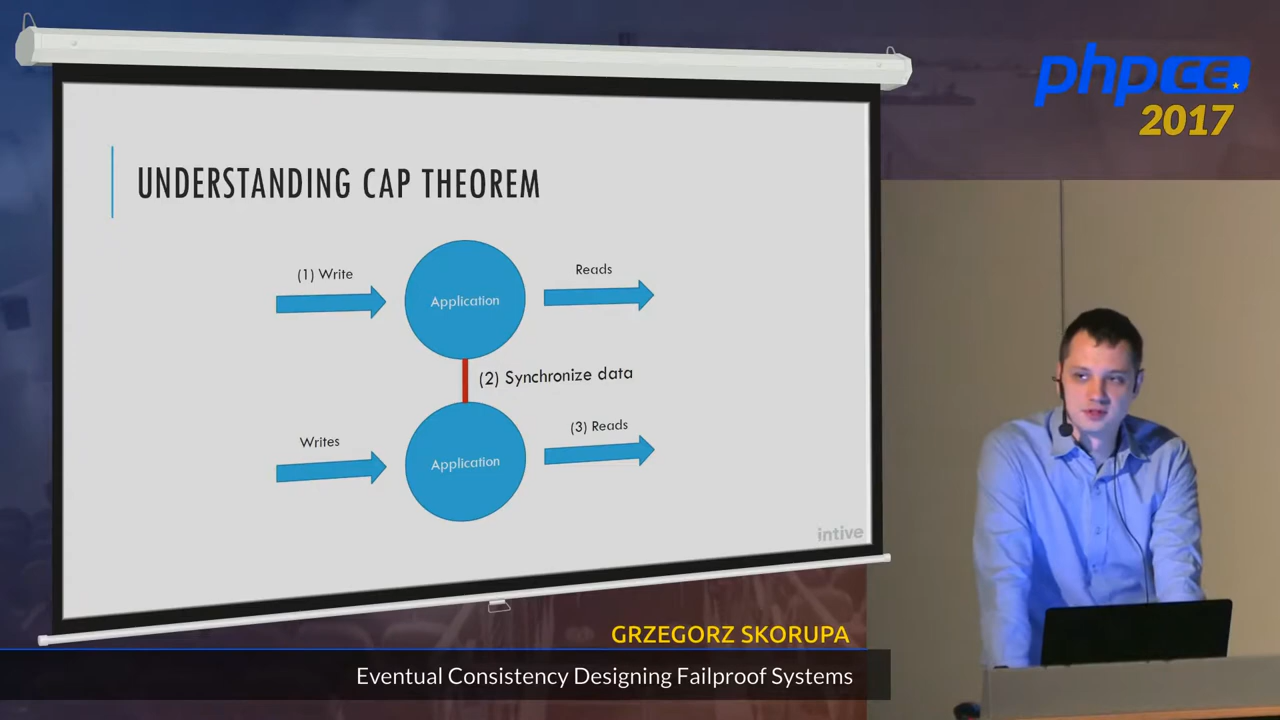 phpCE
2017
UNDERSTANDING CAP THEOREM
(1) Write
Application
Reads
(2) Synchronize data
Writes
Application
(3) Reads
intive
GRZEGORZ SKORUPA
Eventual Consistency Designing Failproof Systems